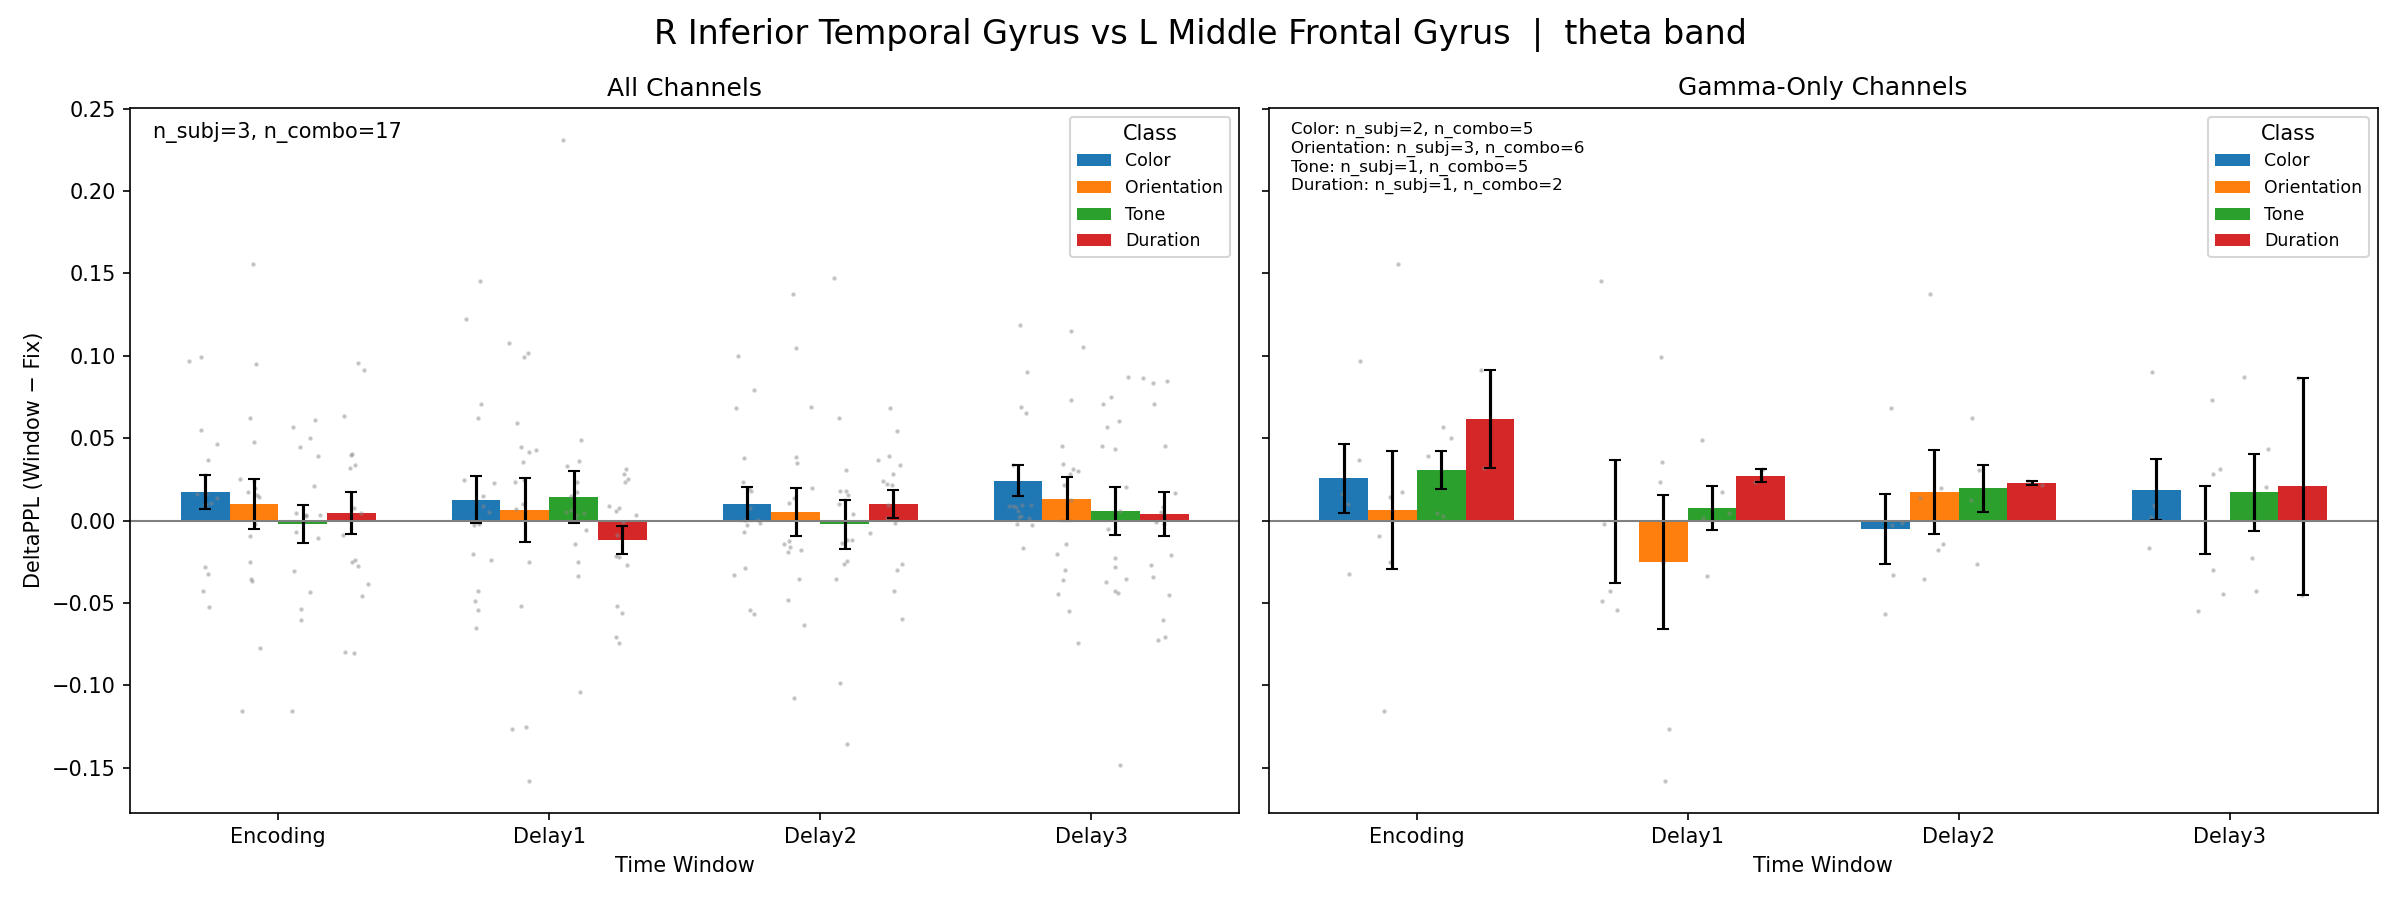 R Inferior Temporal Gyrus vs L Middle Frontal Gyrus | theta band
All Channels
DeltaPPL (Window − Fix)
0.25
0.20
0.15
0.10
0.05
0.00
−0.05
−0.10
−0.15
n_subj=3, n_combo=17
Class
Color
Orientation
Tone
Duration
Encoding
Delay1
Delay2
Delay3
Time Window
Gamma-Only Channels
Color: n_subj=2, n_combo=5
Orientation: n_subj=3, n_combo=6
Tone: n_subj=1, n_combo=5
Duration: n_subj=1, n_combo=2
Class
Color
Orientation
Tone
Duration
Encoding
Delay1
Delay2
Delay3
Time Window